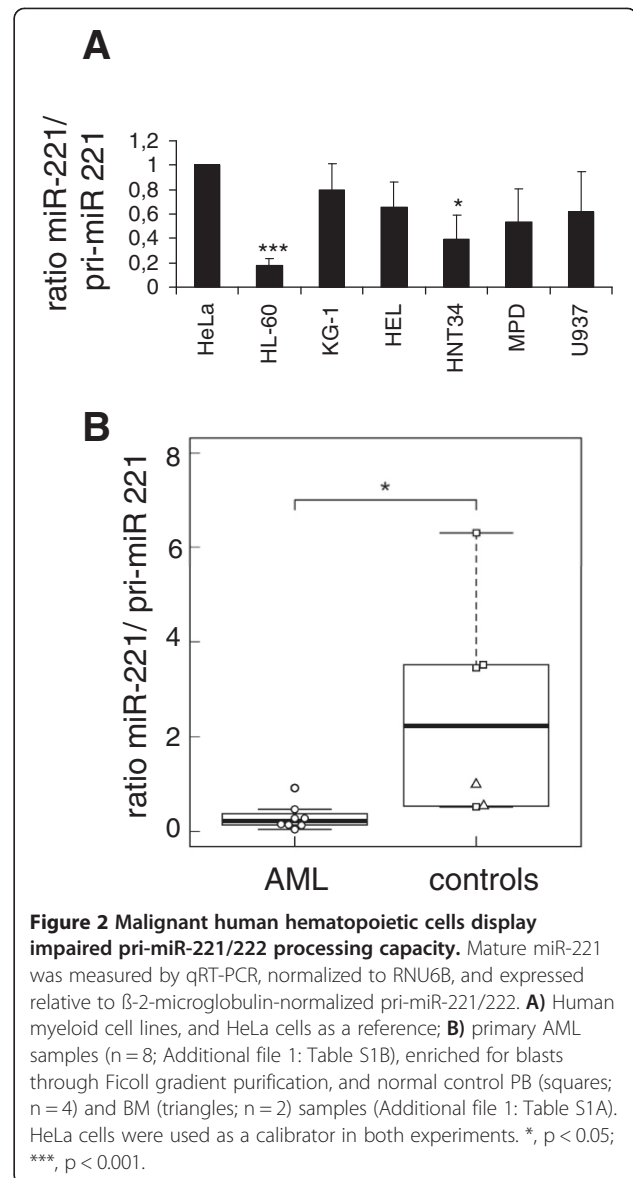 A
ratio miR-221/
pri-miR 221
1,2
1
0,8
0,6
0,4
0,2
0
***
*
HeLa
HL-60
KG-1
HEL
HNT34
MPD
U937
B
ratio miR-221/ pri-miR 221
8
6
4
2
0
*
AML
controls
Figure 2 Malignant human hematopoietic cells display
impaired pri-miR-221/222 processing capacity. Mature miR-221
was measured by qRT-PCR, normalized to RNU6B, and expressed
relative to ß-2-microglobulin-normalized pri-miR-221/222. A) Human
myeloid cell lines, and HeLa cells as a reference; B) primary AML
samples (n = 8; Additional file 1: Table S1B), enriched for blasts
through Ficoll gradient purification, and normal control PB (squares;
n = 4) and BM (triangles; n = 2) samples (Additional file 1: Table S1A).
HeLa cells were used as a calibrator in both experiments. *, p < 0.05;
***, p < 0.001.